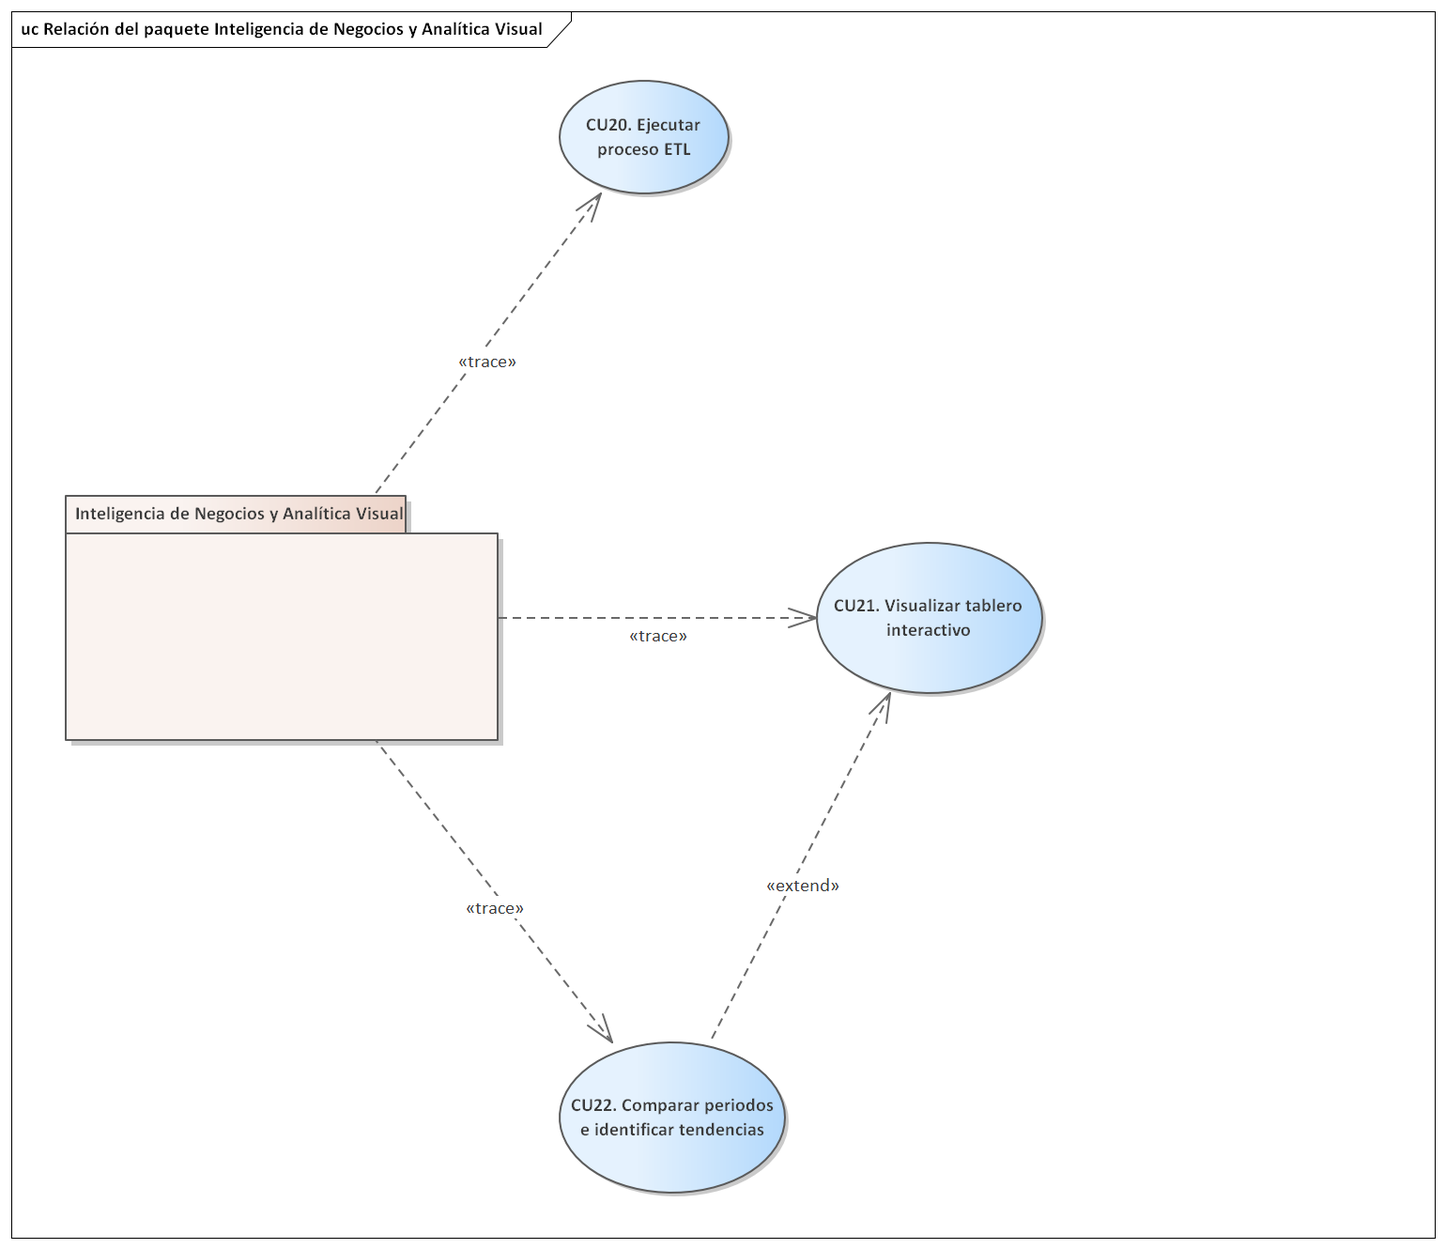 uc Relación del paquete Inteligencia de Negocios y Analítica Visual
CU20. Ejecutar
proceso ETL
«trace»
Inteligencia de Negocios y Analítica Visual
CU21. Visualizar tablero
interactivo
«trace»
«extend»
«trace»
CU22. Comparar periodos
e identificar tendencias